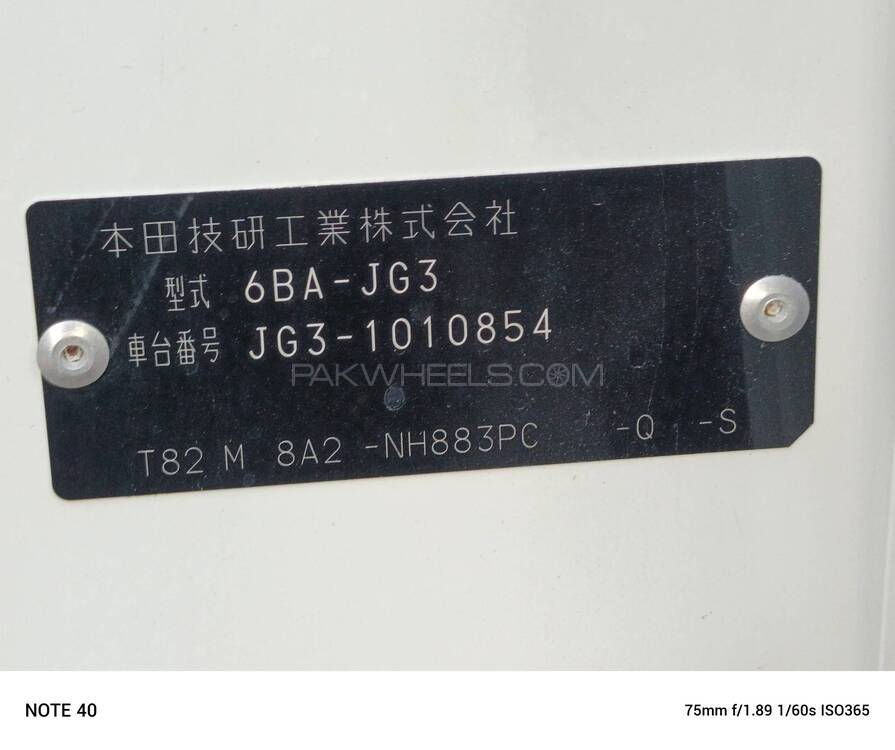 本田技研工業株式会社
型式 6BA-JG3
車台番号 JG3-1010854
PAKWHEELS.COM
T82 M 8A2 -NH883PC -Q -S
NOTE 40
75mm f/1.89 1/60s ISO365